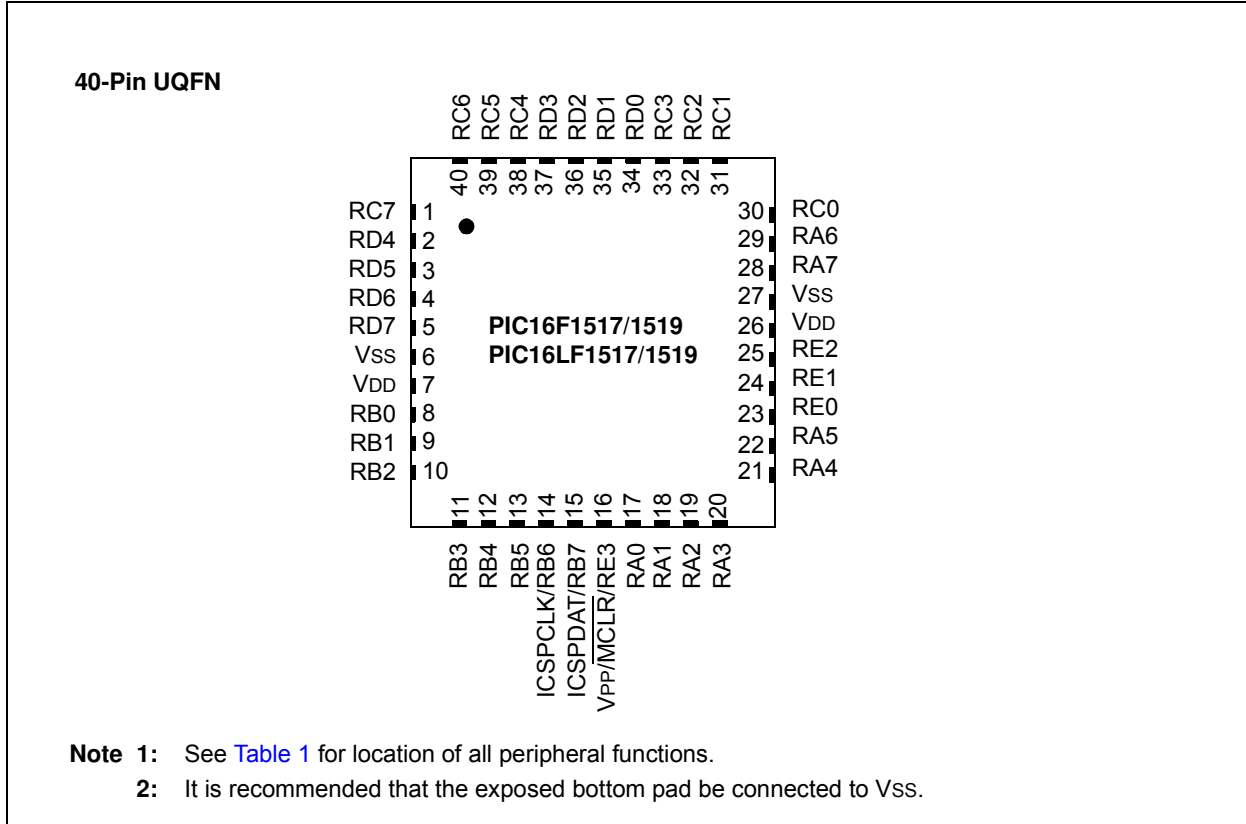 40-Pin UQFN
RC6
RC5
RC4
RD3
RD2
RD1
RD0
RC3
RC2
RC1
40
39
38
37
36
35
34
33
32
31
RC7 1
RD4 2
RD5 3
RD6 4
RD7 5
VSS 6
VDD 7
RB0 8
RB1 9
RB2 10
PIC16F1517/1519
PIC16LF1517/1519
30 RC0
29 RA6
28 RA7
27 VSS
26 VDD
25 RE2
24 RE1
23 RE0
22 RA5
21 RA4
11
12
13
14
15
16
17
18
19
20
RB3
RB4
RB5
ICSPCLK/RB6
ICSPDAT/RB7
VPP/MCLR/RE3
RA0
RA1
RA2
RA3
Note 1: See Table 1 for location of all peripheral functions.
2: It is recommended that the exposed bottom pad be connected to VSS.